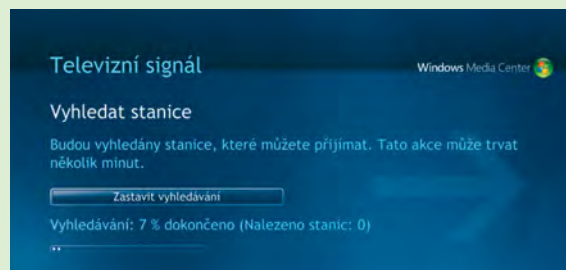 Televizní signál
Windows Media Center
Vyhledat stanice
Budou vyhledány stanice, které můžete přijímat. Tato akce může trvat
několik minut.
Zastavit vyhledávání
Vyhledávání: 7 % dokončeno (Nalezeno stanic: 0)